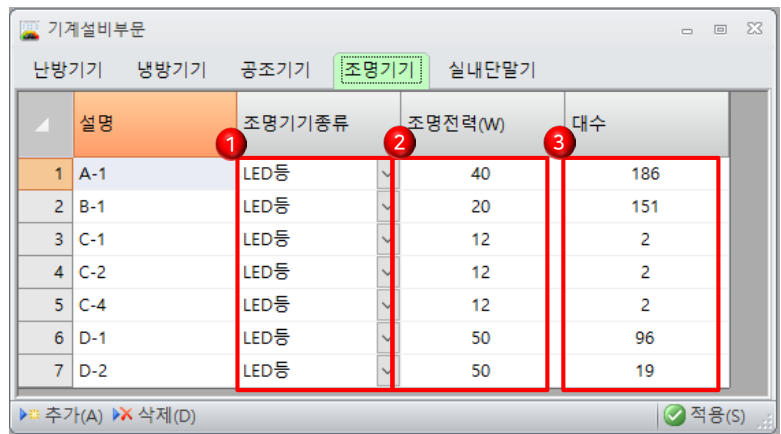 기계설비부문
난방기기 냉방기기 공조기기 조명기기 실내단말기
설명 조명기기종류 조명전력(W) 대수
1 2 3
1 A-1 LED등 40 186
2 B-1 LED등 20 151
3 C-1 LED등 12 2
4 C-2 LED등 12 2
5 C-4 LED등 12 2
6 D-1 LED등 50 96
7 D-2 LED등 50 19
추가(A) 삭제(D) 적용(S)